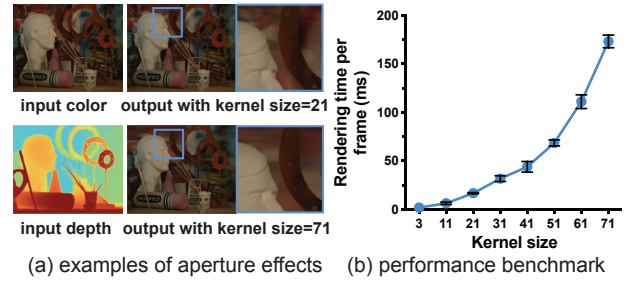 input color
output with kernel size=21
input depth
output with kernel size=71
(a) examples of aperture effects
Rendering time per
frame (ms)
200
150
100
50
0
3 11 21 31 41 51 61 71
Kernel size
(b) performance benchmark